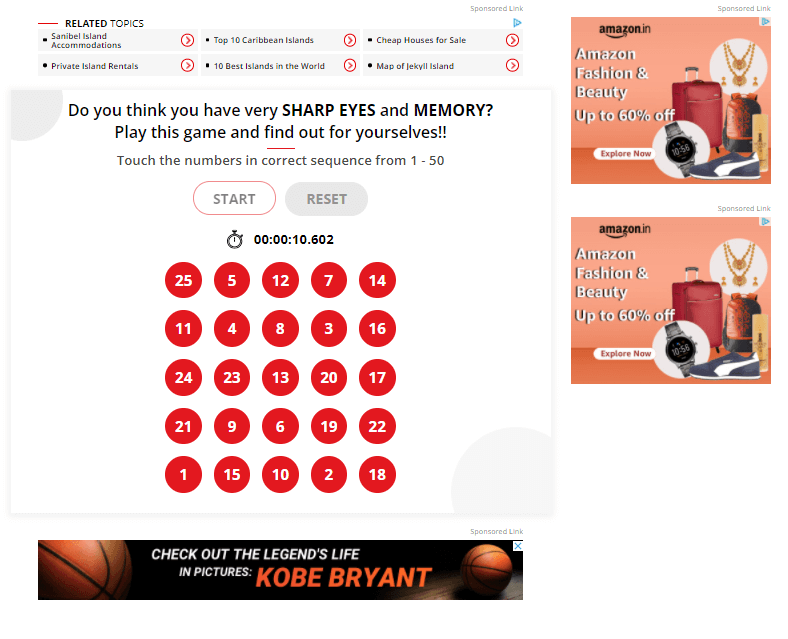 Sponsored Link
RELATED TOPICS
Sanibel Island
Accommodations
Top 10 Caribbean Islands
Cheap Houses for Sale
Private Island Rentals
10 Best Islands in the World
Map of Jekyll Island
Do you think you have very SHARP EYES and MEMORY?
Play this game and find out for yourselves!!
Touch the numbers in correct sequence from 1 - 50
START RESET
00:00:10.602
25 5 12 7 14
11 4 8 3 16
24 23 13 20 17
21 9 6 19 22
1 15 10 2 18
Sponsored Link
CHECK OUT THE LEGEND'S LIFE
IN PICTURES: KOBE BRYANT
Sponsored Link
amazon.in
Amazon
Fashion &
Beauty
Up to 60% off
Explore Now
10:56
Sponsored Link
amazon.in
Amazon
Fashion &
Beauty
Up to 60% off
Explore Now
10:56